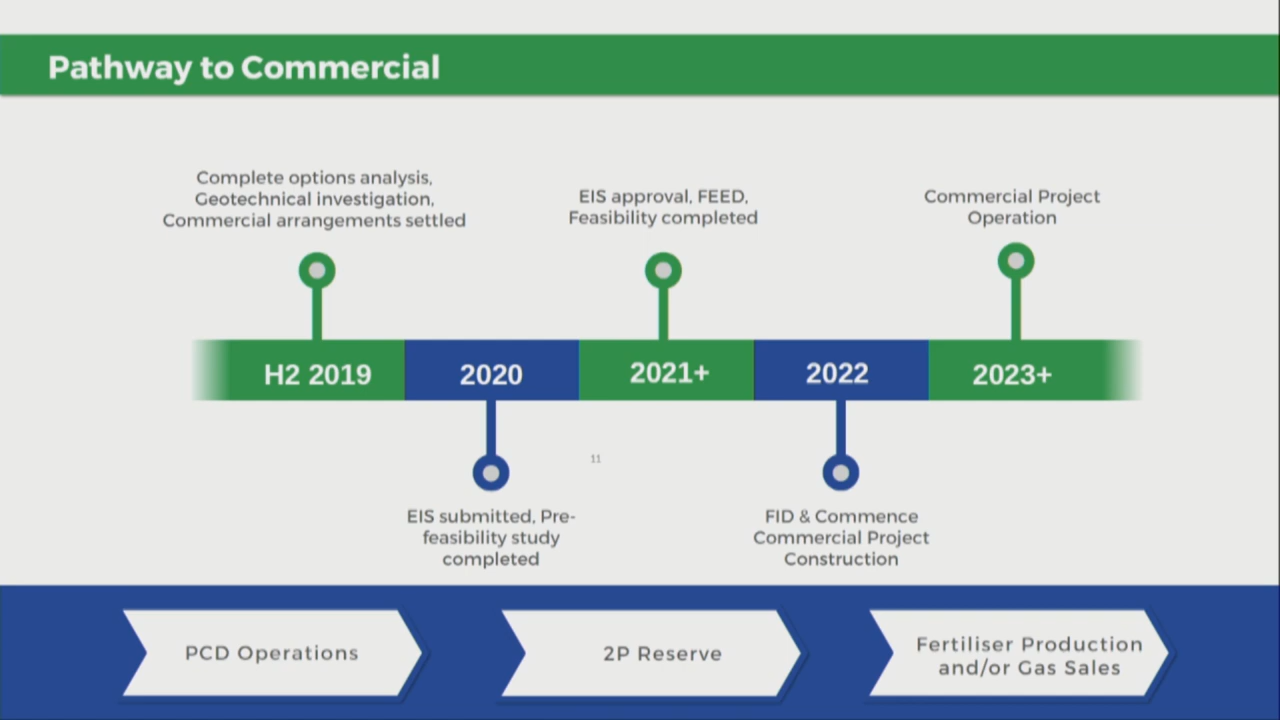 Pathway to Commercial
Complete options analysis,
Geotechnical investigation,
Commercial arrangements settled
EIS approval, FEED,
Feasibility completed
Commercial Project
Operation
H2 2019
2020
2021+
2022
2023+
11
EIS submitted, Pre-
feasibility study
completed
FID & Commence
Commercial Project
Construction
PCD Operations
2P Reserve
Fertiliser Production
and/or Gas Sales